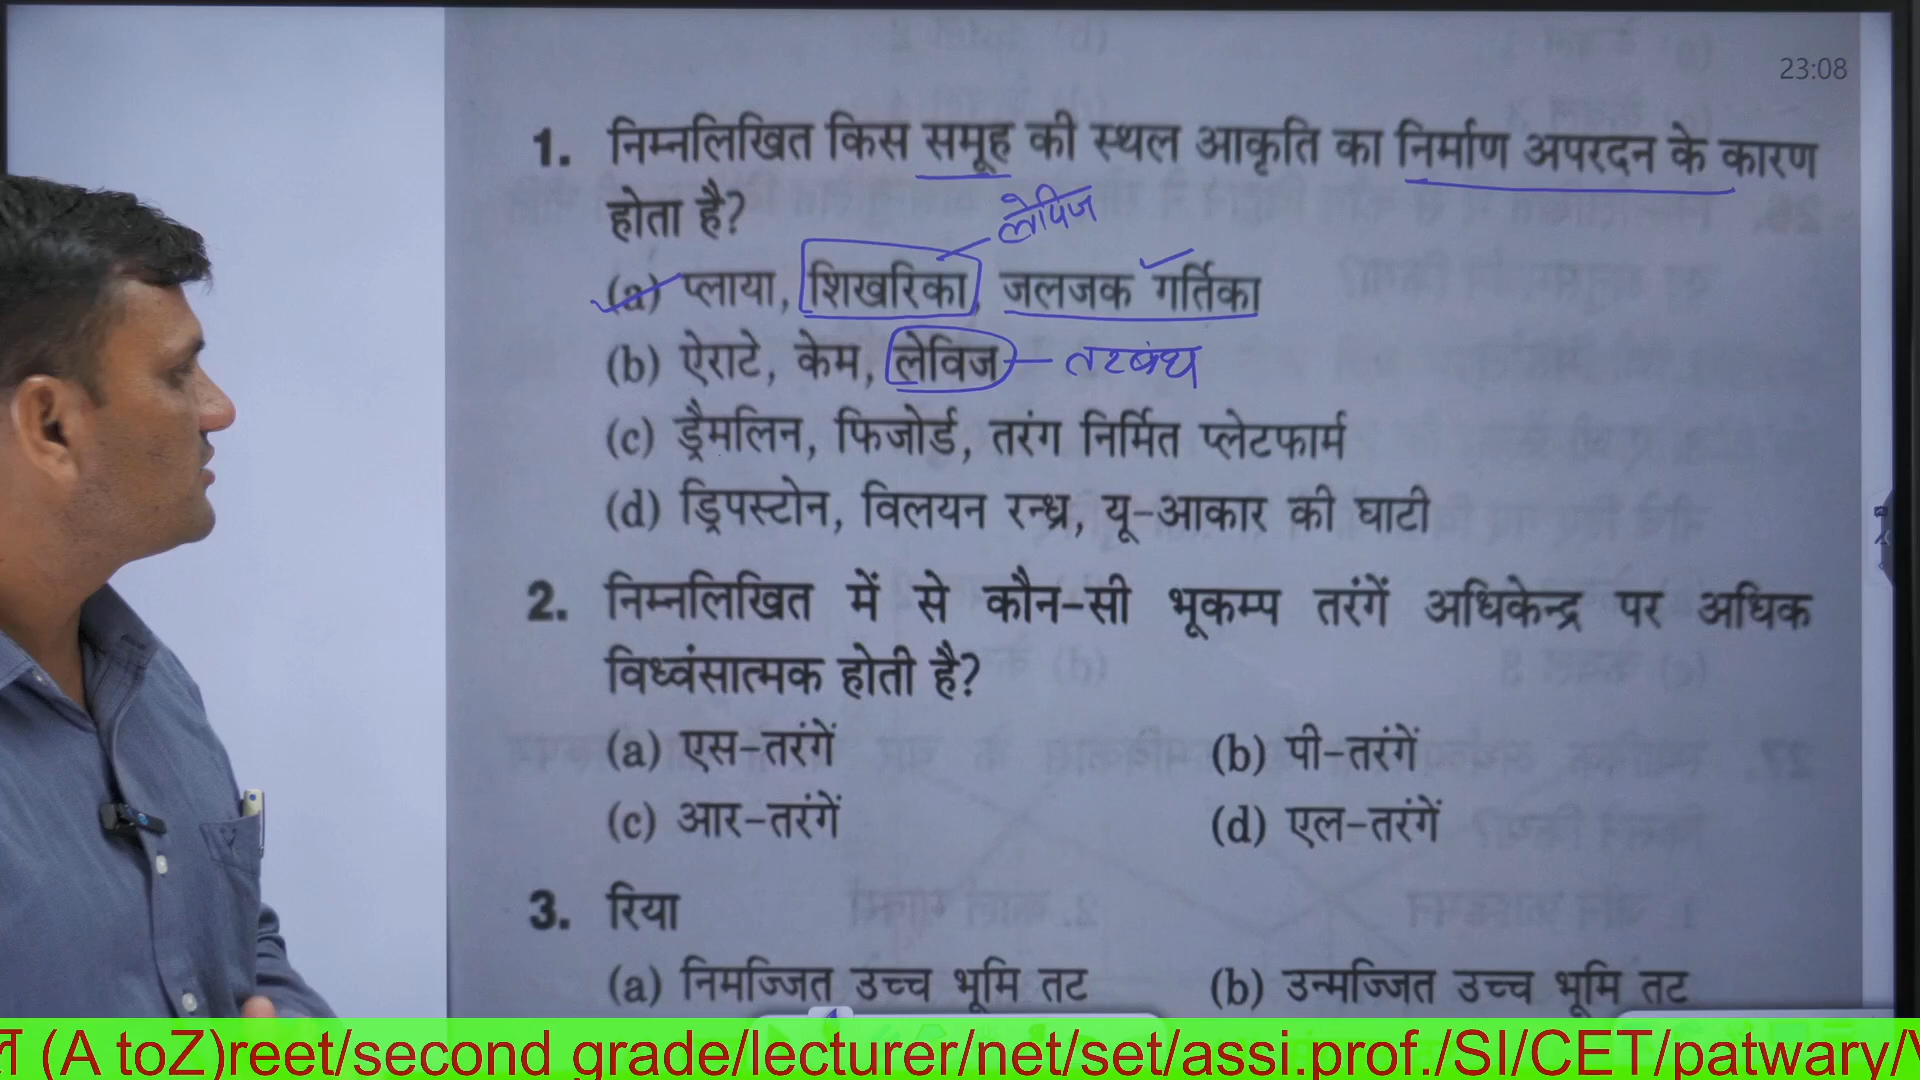 23:08
1. निम्नलिखित किस समूह की स्थल आकृति का निर्माण अपरदन के कारण
होता है?
लेपिज
(a) प्लाया, शिखरिका, जलजक गर्तिका
(b) ऐराटे, केम, लेविज – तटबंध
(c) ड्रैमलिन, फिजोर्ड, तरंग निर्मित प्लेटफार्म
(d) ड्रिपस्टोन, विलयन रन्ध्र, यू-आकार की घाटी
2. निम्नलिखित में से कौन-सी भूकम्प तरंगें अधिकेन्द्र पर अधिक
विध्वंसात्मक होती है?
(a) एस-तरंगें (b) पी-तरंगें
(c) आर-तरंगें (d) एल-तरंगें
3. रिया
(a) निमज्जित उच्च भूमि तट (b) उन्मज्जित उच्च भूमि तट
(A toZ)reet/second grade/lecturer/net/set/assi.prof./SI/CET/patwary/